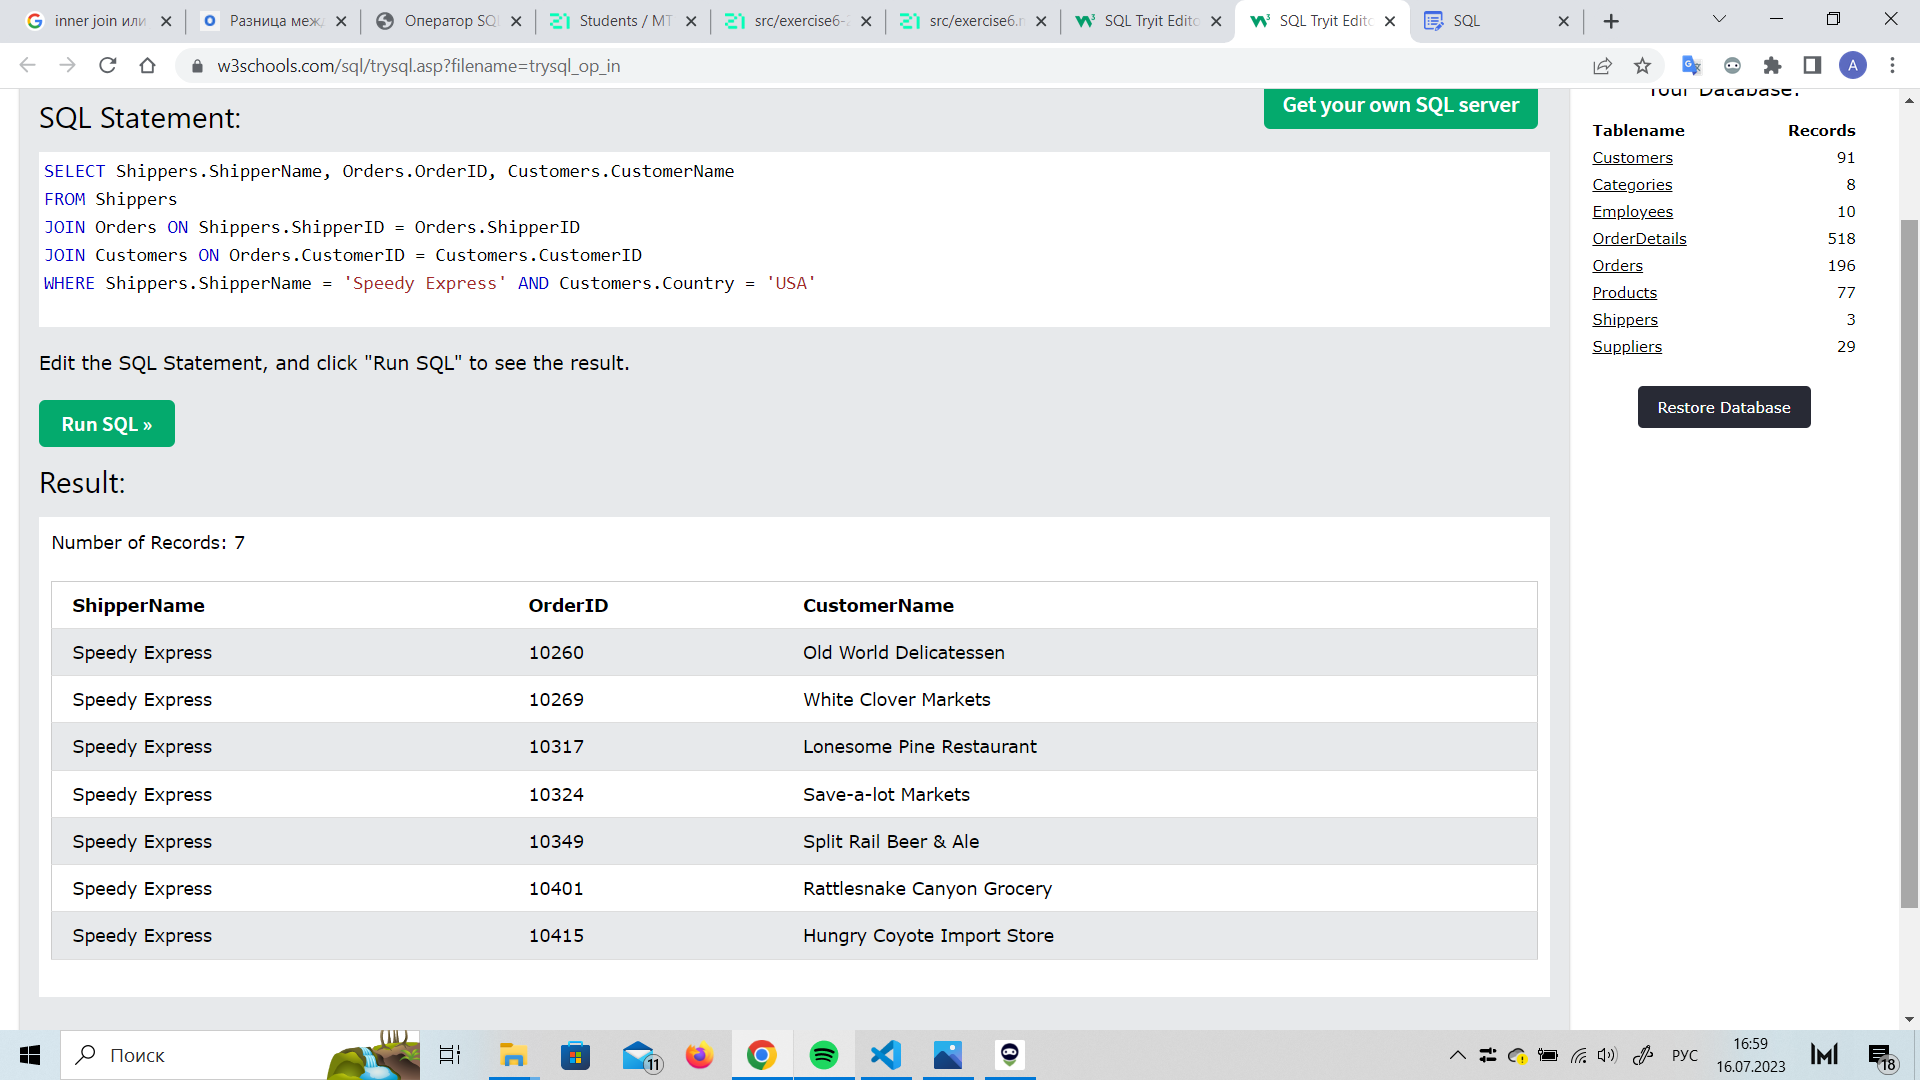 inner join или
Разница меж
Оператор SQL
Students / MT
src/exercise6-2
src/exercise6.m
SQL Tryit Edito
SQL Tryit Edito
SQL
w3schools.com/sql/trysql.asp?filename=trysql_op_in
A
SQL Statement:
Get your own SQL server
Your Database:
SELECT Shippers.ShipperName, Orders.OrderID, Customers.CustomerName
FROM Shippers
JOIN Orders ON Shippers.ShipperID = Orders.ShipperID
JOIN Customers ON Orders.CustomerID = Customers.CustomerID
WHERE Shippers.ShipperName = 'Speedy Express' AND Customers.Country = 'USA'
Tablename Records
Customers 91
Categories 8
Employees 10
OrderDetails 518
Orders 196
Products 77
Shippers 3
Suppliers 29
Restore Database
Edit the SQL Statement, and click "Run SQL" to see the result.
Run SQL »
Result:
Number of Records: 7
ShipperName OrderID CustomerName
Speedy Express 10260 Old World Delicatessen
Speedy Express 10269 White Clover Markets
Speedy Express 10317 Lonesome Pine Restaurant
Speedy Express 10324 Save-a-lot Markets
Speedy Express 10349 Split Rail Beer & Ale
Speedy Express 10401 Rattlesnake Canyon Grocery
Speedy Express 10415 Hungry Coyote Import Store
Поиск
11
РУС
16:59
16.07.2023
18